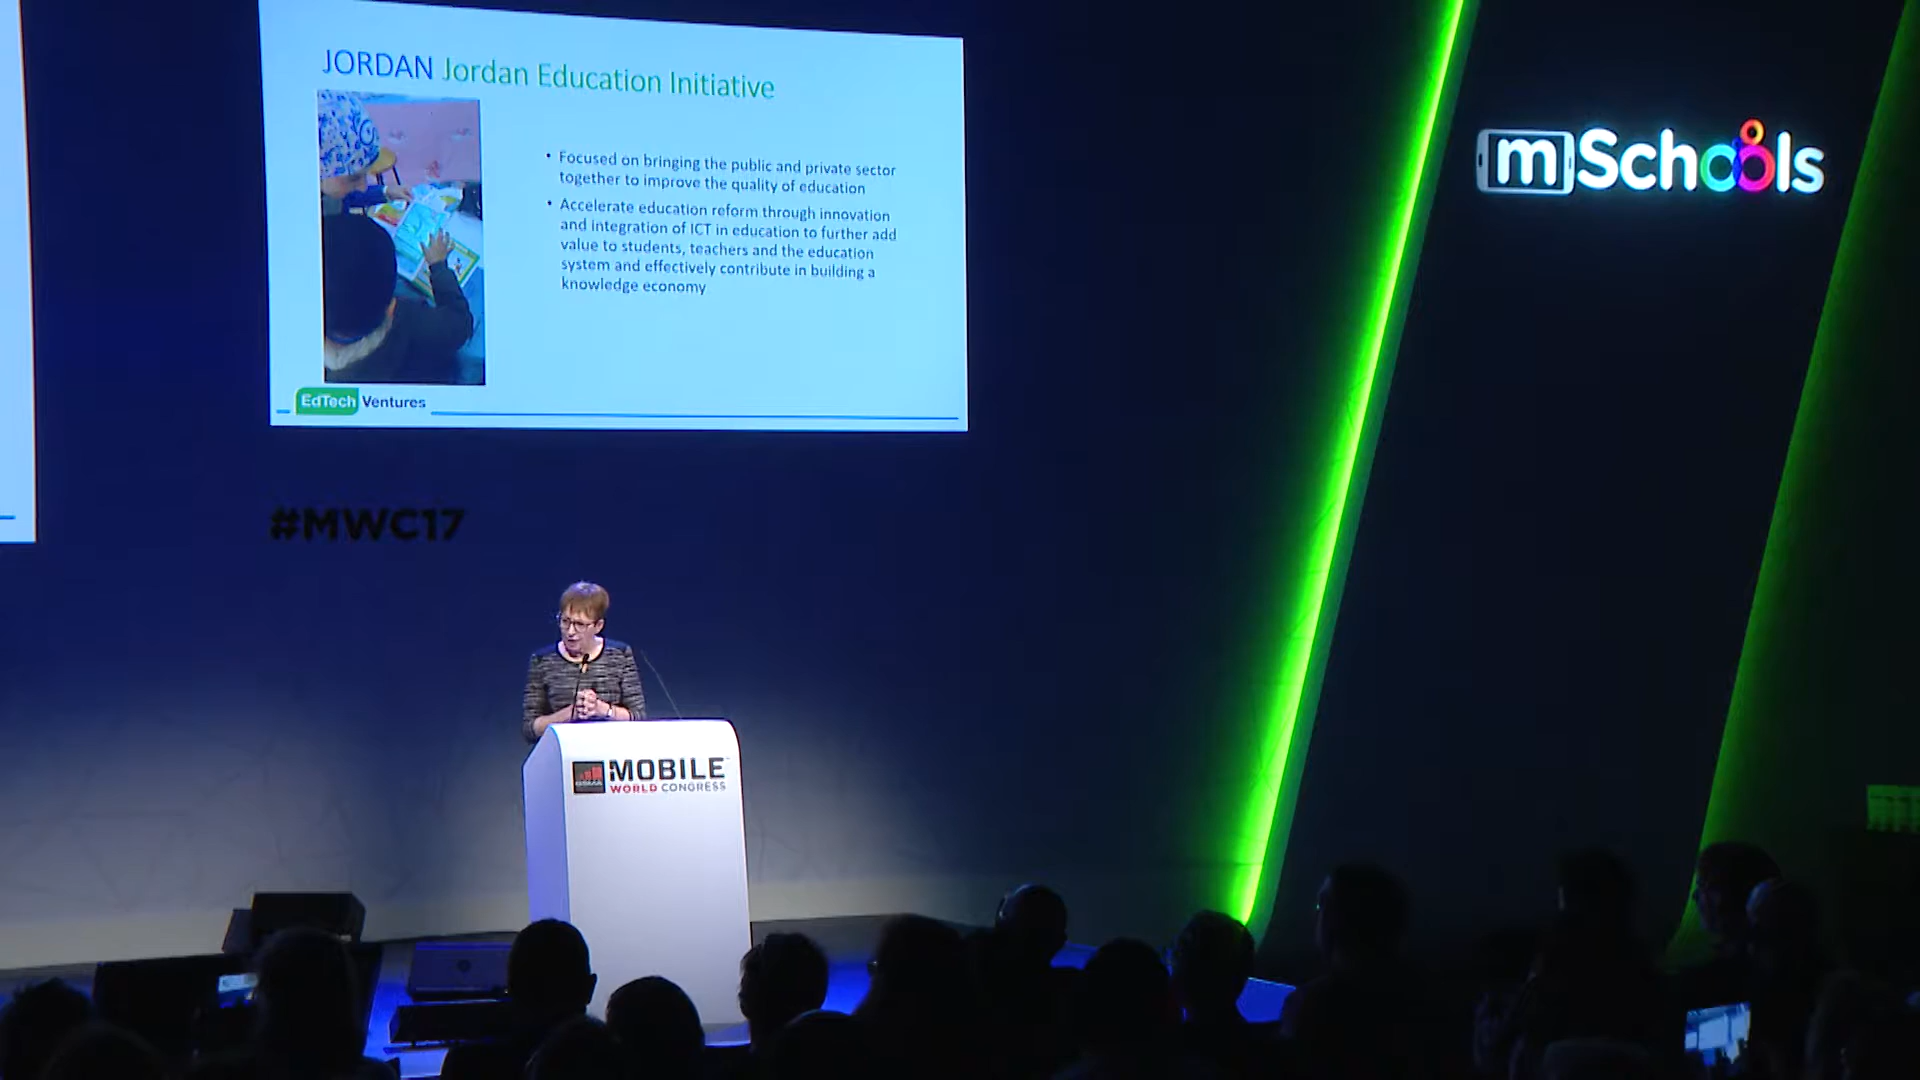 JORDAN Jordan Education Initiative
• Focused on bringing the public and private sector
together to improve the quality of education
• Accelerate education reform through innovation
and integration of ICT in education to further add
value to students, teachers and the education
system and effectively contribute in building a
knowledge economy
EdTech Ventures
mSchools
#MWC17
MOBILE
WORLD CONGRESS